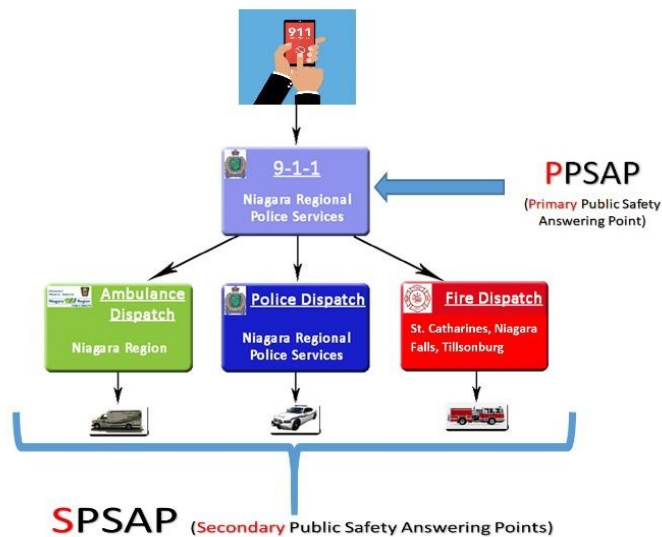 911
9-1-1
Niagara Regional
Police Services
PPSAP
(Primary Public Safety
Answering Point)
Ambulance
Dispatch
Niagara Region
Police Dispatch
Niagara Regional
Police Services
Fire Dispatch
St. Catharines, Niagara
Falls, Tillsonburg
SPSAP (Secondary Public Safety Answering Points)